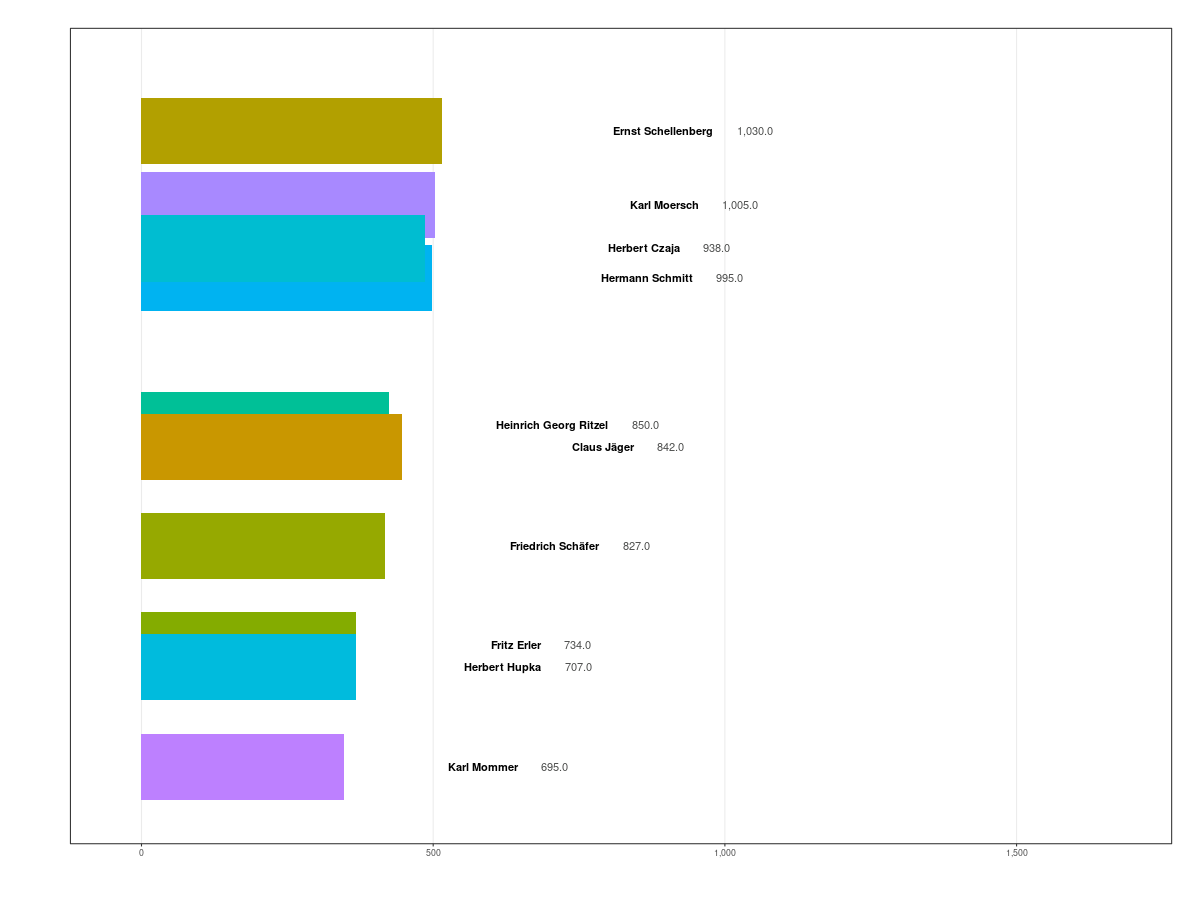 Ernst Schellenberg 1,030.0
Karl Moersch 1,005.0
Herbert Czaja 938.0
Hermann Schmitt 995.0
Heinrich Georg Ritzel 850.0
Claus Jäger 842.0
Friedrich Schäfer 827.0
Fritz Erler 734.0
Herbert Hupka 707.0
Karl Mommer 695.0
0 500 1,000 1,500